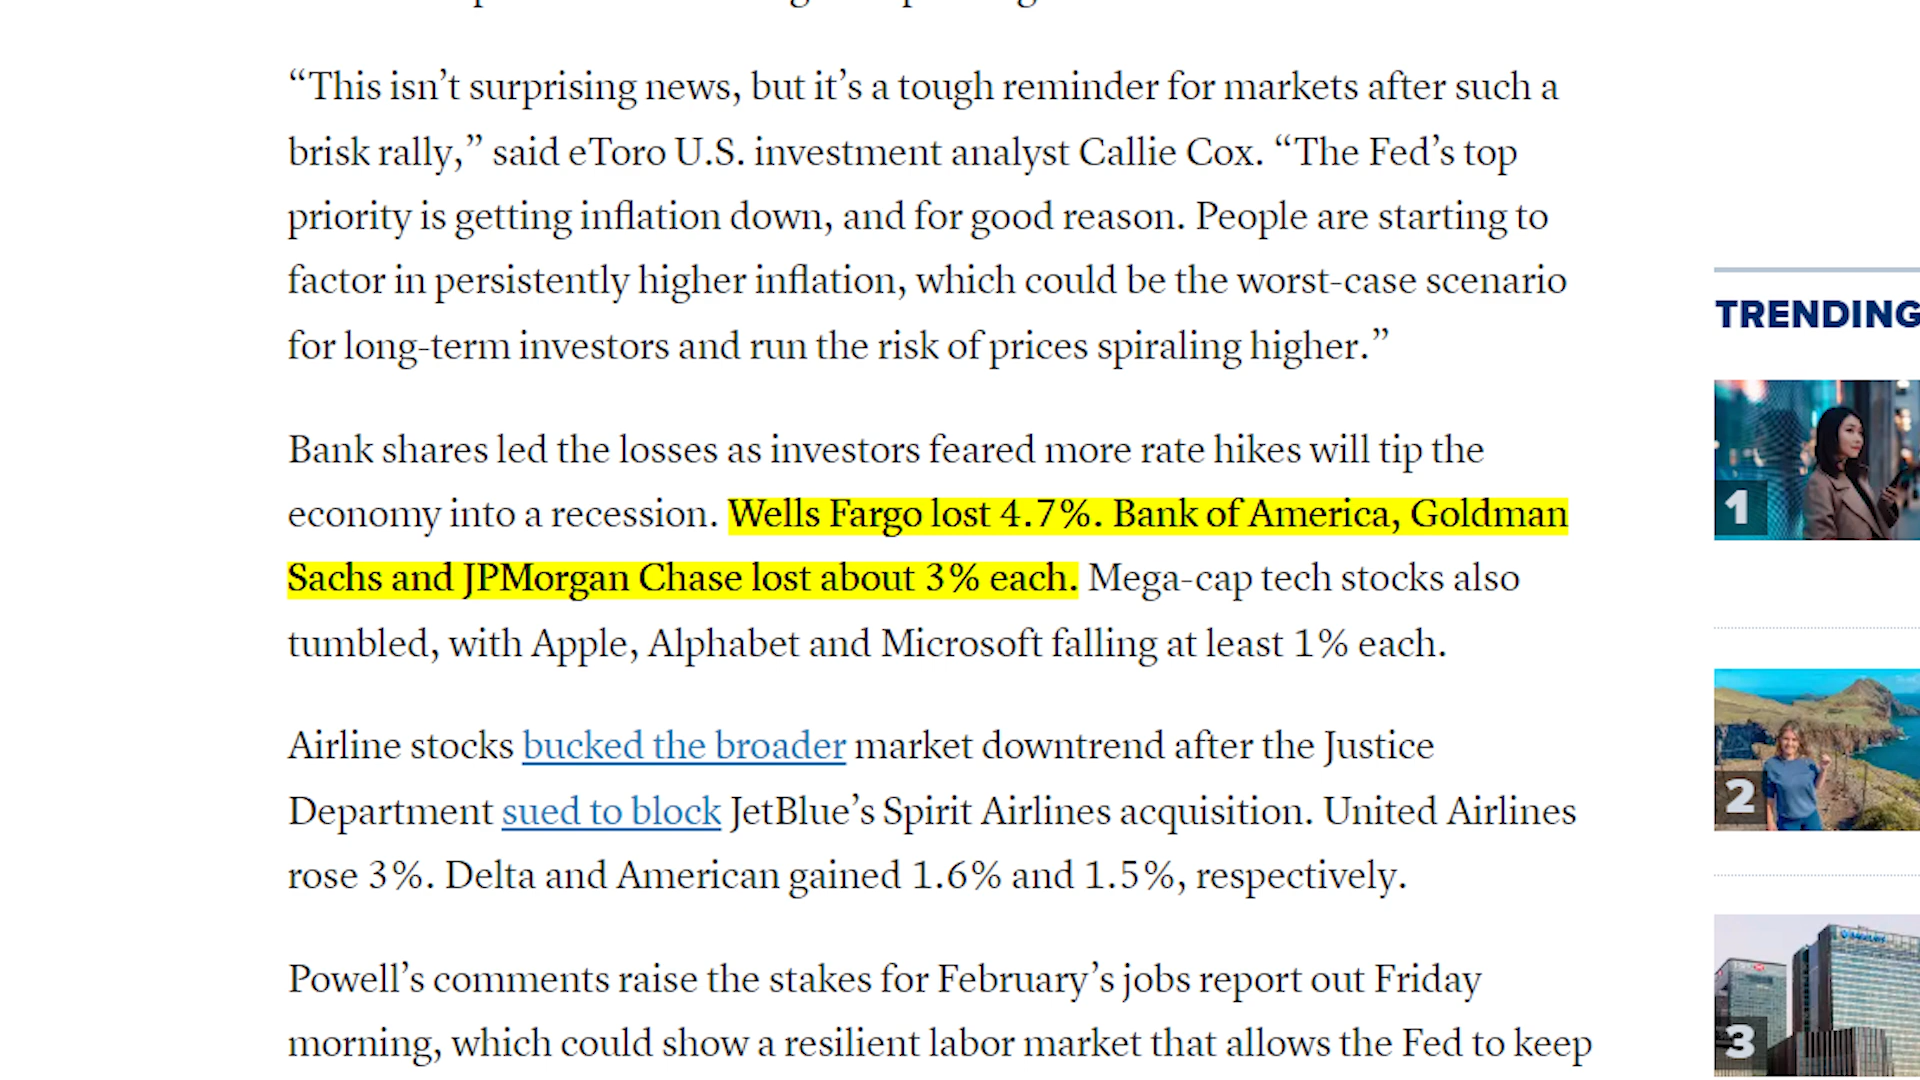 “This isn’t surprising news, but it’s a tough reminder for markets after such a
brisk rally,” said eToro U.S. investment analyst Callie Cox. “The Fed’s top
priority is getting inflation down, and for good reason. People are starting to
factor in persistently higher inflation, which could be the worst-case scenario
for long-term investors and run the risk of prices spiraling higher.”
Bank shares led the losses as investors feared more rate hikes will tip the
economy into a recession. Wells Fargo lost 4.7%. Bank of America, Goldman
Sachs and JPMorgan Chase lost about 3% each. Mega-cap tech stocks also
tumbled, with Apple, Alphabet and Microsoft falling at least 1% each.
Airline stocks bucked the broader market downtrend after the Justice
Department sued to block JetBlue’s Spirit Airlines acquisition. United Airlines
rose 3%. Delta and American gained 1.6% and 1.5%, respectively.
Powell’s comments raise the stakes for February’s jobs report out Friday
morning, which could show a resilient labor market that allows the Fed to keep
TRENDING
1
2
3